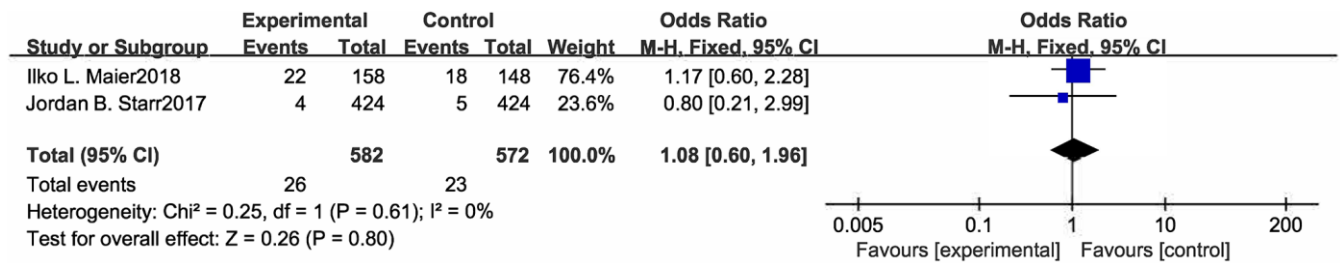 Experimental Control Odds Ratio Odds Ratio
Study or Subgroup Events Total Events Total Weight M-H, Fixed, 95% CI M-H, Fixed, 95% CI
Ilko L. Maier2018 22 158 18 148 76.4% 1.17 [0.60, 2.28]
Jordan B. Starr2017 4 424 5 424 23.6% 0.80 [0.21, 2.99]
Total (95% CI) 582 572 100.0% 1.08 [0.60, 1.96]
Total events 26 23
Heterogeneity: Chi² = 0.25, df = 1 (P = 0.61); I² = 0%
Test for overall effect: Z = 0.26 (P = 0.80)
0.005 0.1 1 10 200
Favours [experimental] Favours [control]